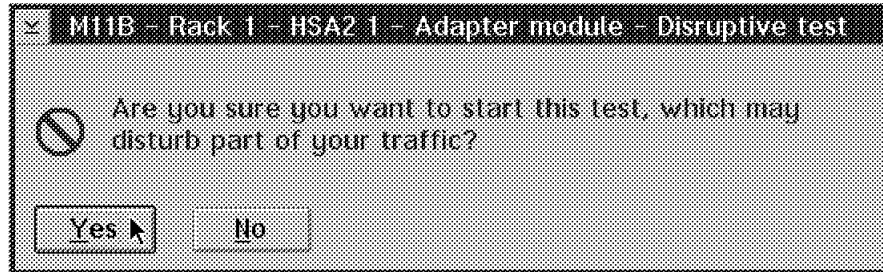 M11B - Rack 1 - HSA2 1 - Adapter module - Disruptive test
Are you sure you want to start this test, which may
disturb part of your traffic?
Yes
No